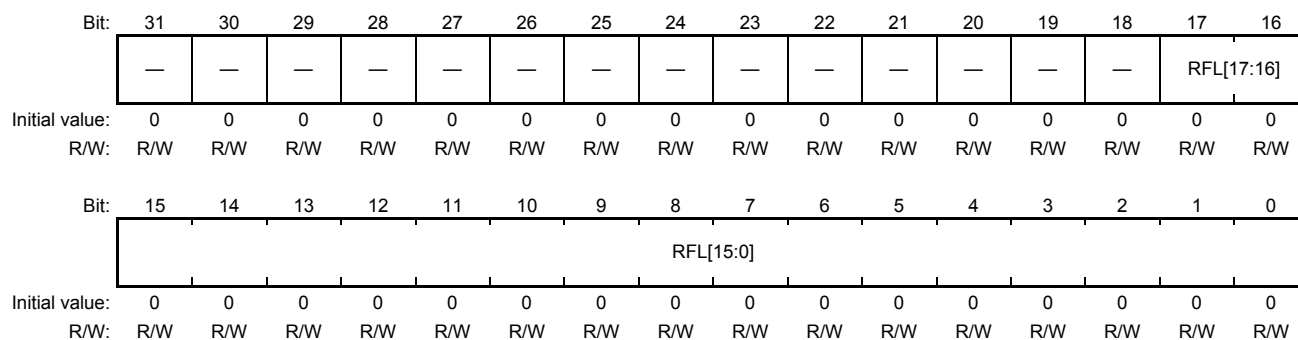 Bit: 31 30 29 28 27 26 25 24 23 22 21 20 19 18 17 16
— — — — — — — — — — — — — — RFL[17:16]
Initial value: 0 0 0 0 0 0 0 0 0 0 0 0 0 0 0 0
R/W: R/W R/W R/W R/W R/W R/W R/W R/W R/W R/W R/W R/W R/W R/W R/W R/W
Bit: 15 14 13 12 11 10 9 8 7 6 5 4 3 2 1 0
RFL[15:0]
Initial value: 0 0 0 0 0 0 0 0 0 0 0 0 0 0 0 0
R/W: R/W R/W R/W R/W R/W R/W R/W R/W R/W R/W R/W R/W R/W R/W R/W R/W